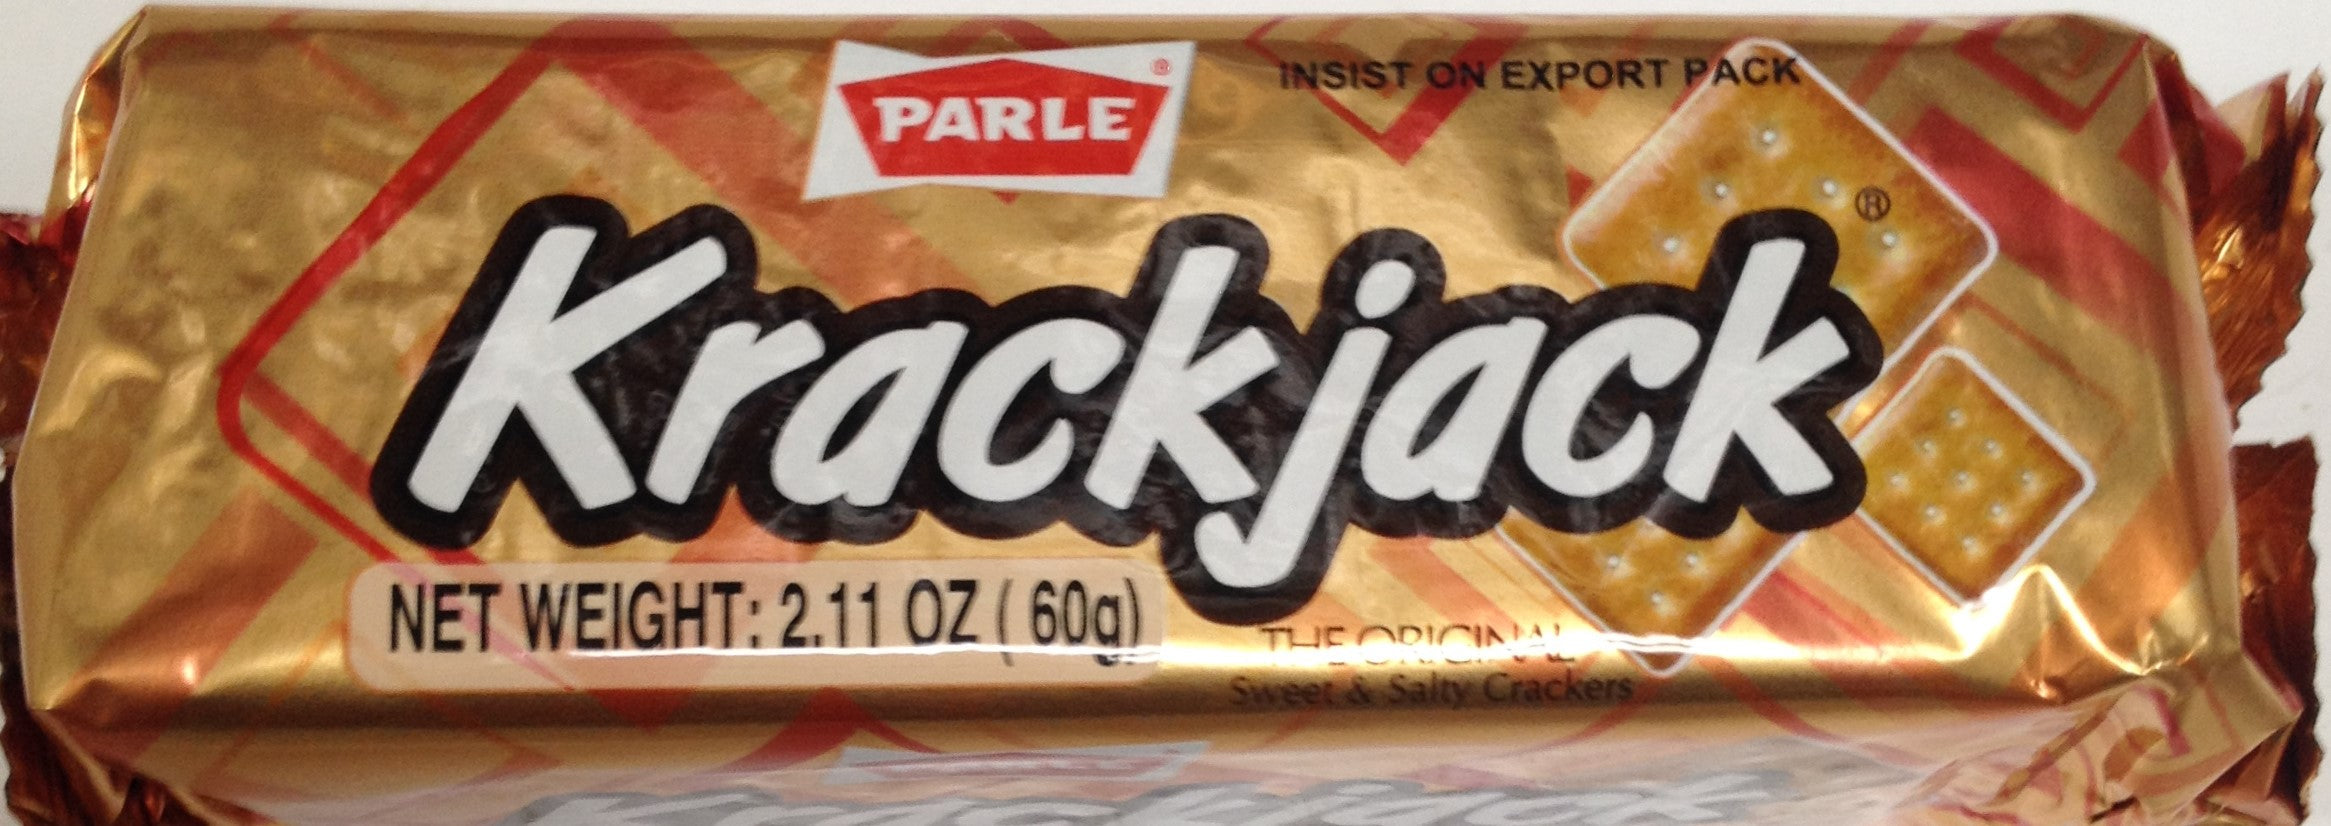 PARLE ®
INSIST ON EXPORT PACK
Krackjack ®
NET WEIGHT: 2.11 OZ ( 60g)
THE ORIGINAL
Sweet & Salty Crackers